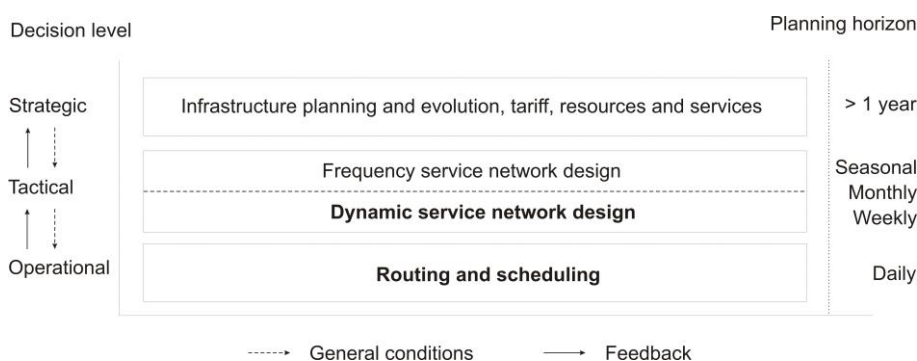 Decision level
Planning horizon
Strategic
Infrastructure planning and evolution, tariff, resources and services
> 1 year
Frequency service network design
Seasonal
Tactical
Monthly
Dynamic service network design
Weekly
Operational
Routing and scheduling
Daily
General conditions
Feedback